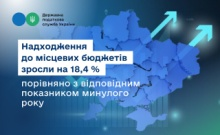 Державна
податкова
служба України
Надходження
до місцевих бюджетів
зросли на 18,4 %
порівняно з відповідним
показником минулого
року